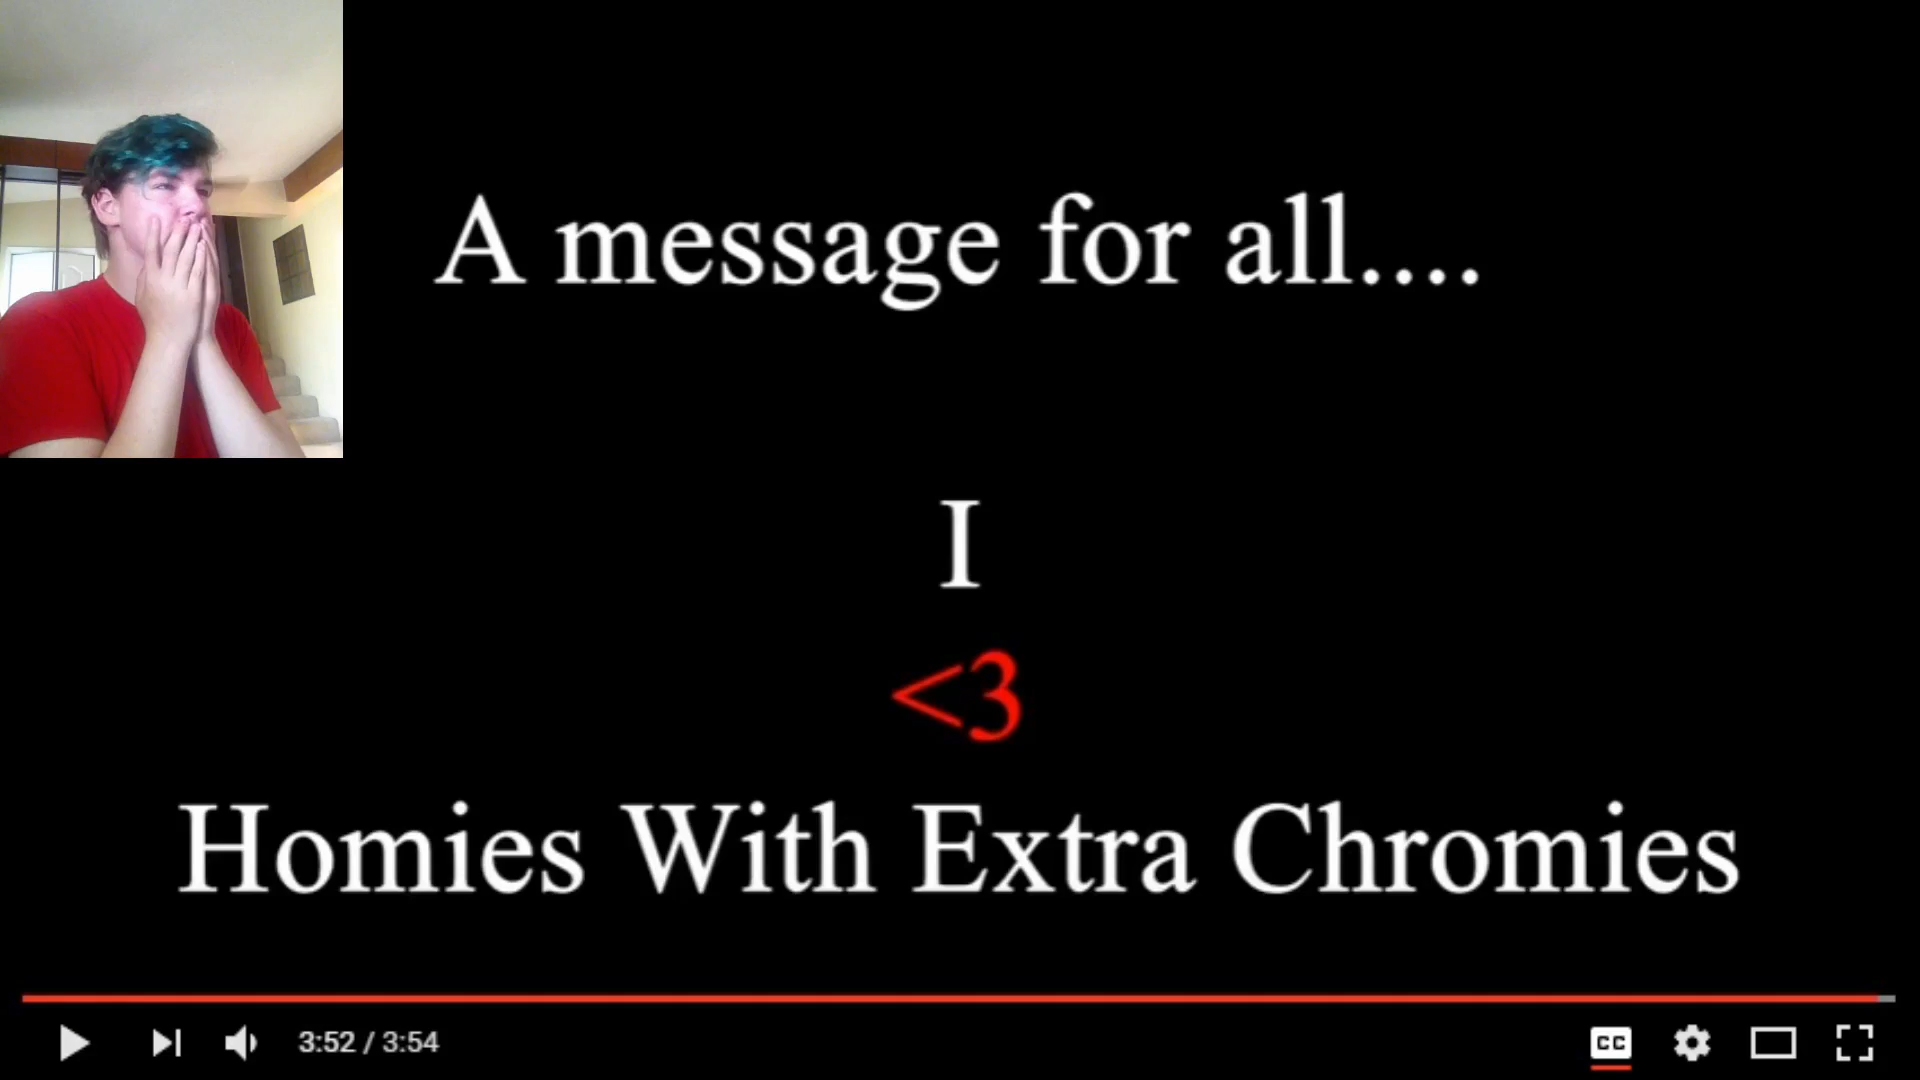 A message for all....
I
<3
Homies With Extra Chromies
3:52 / 3:54
CC